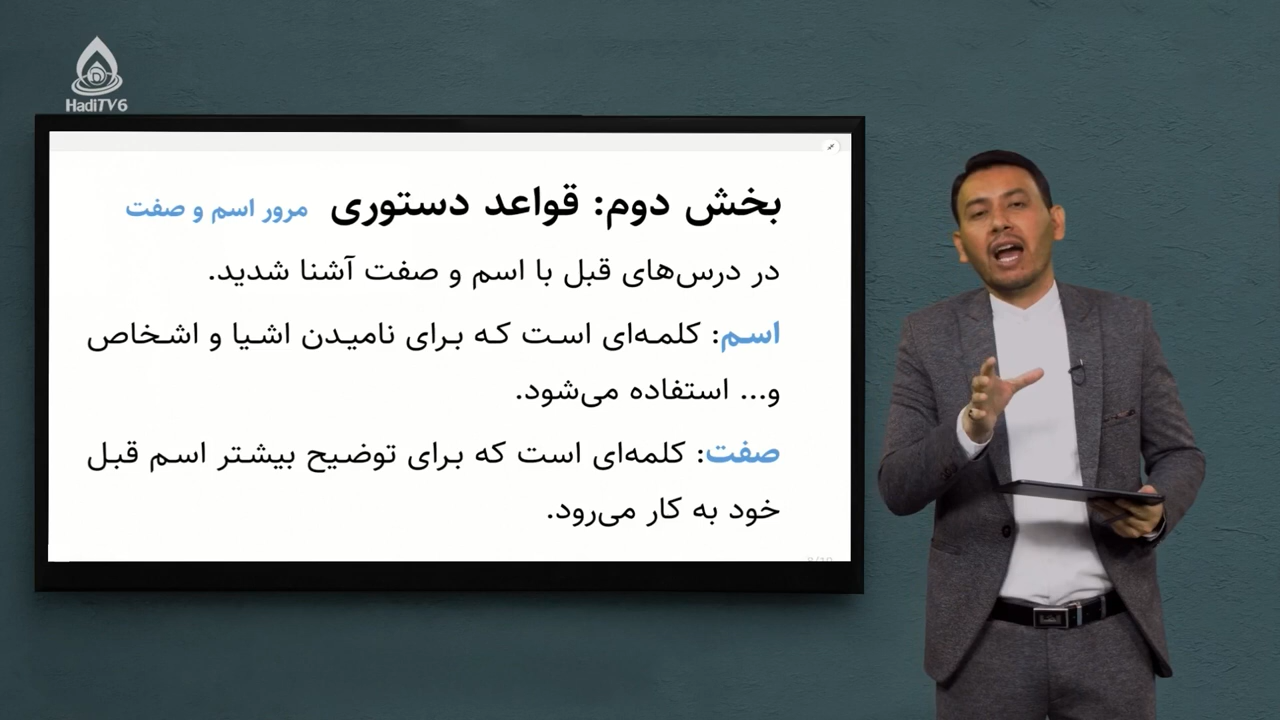 HadiTV6
بخش دوم: قواعد دستوری مرور اسم و صفت
در درس‌های قبل با اسم و صفت آشنا شدید.
اسم: کلمه‌ای است که برای نامیدن اشیا و اشخاص
و... استفاده می‌شود.
صفت: کلمه‌ای است که برای توضیح بیشتر اسم قبل
خود به کار می‌رود.